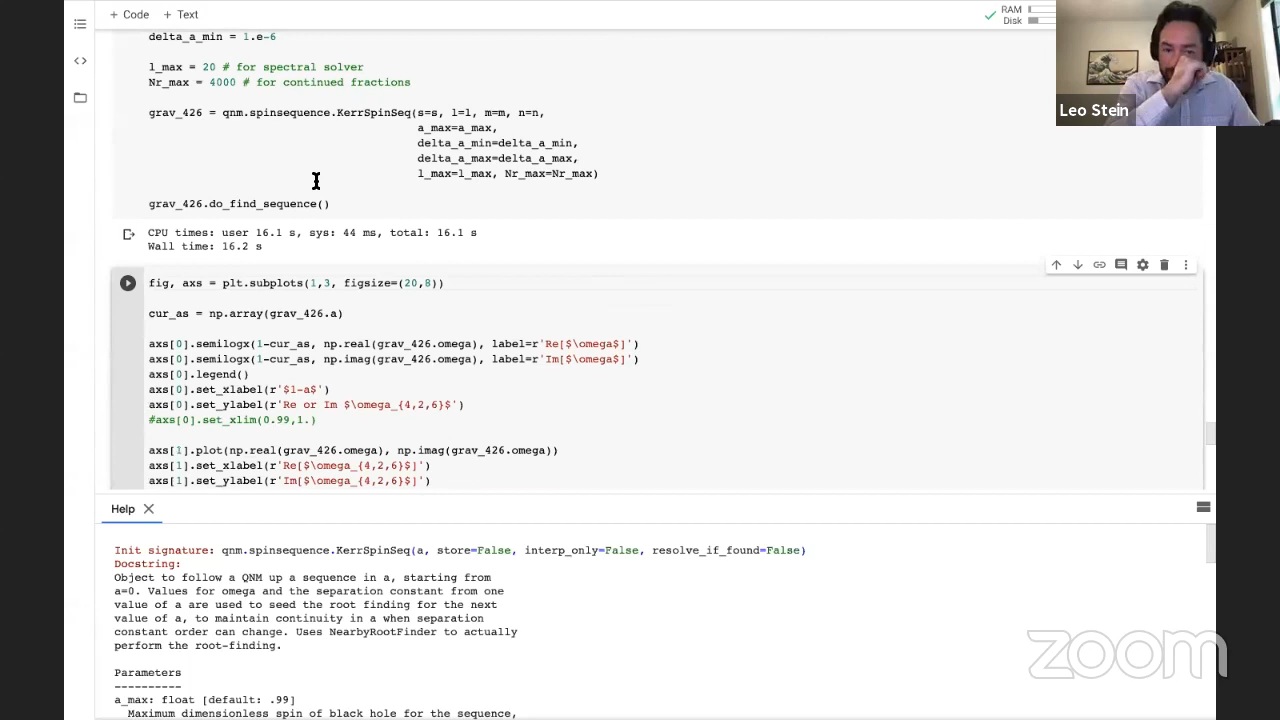 + Code + Text
RAM
Disk
delta_a_min = 1.e-6
l_max = 20 # for spectral solver
Nr_max = 4000 # for continued fractions
grav_426 = qnm.spinsequence.KerrSpinSeq(s=s, l=l, m=m, n=n,
a_max=a_max,
delta_a_min=delta_a_min,
delta_a_max=delta_a_max,
l_max=l_max, Nr_max=Nr_max)
grav_426.do_find_sequence()
CPU times: user 16.1 s, sys: 44 ms, total: 16.1 s
Wall time: 16.2 s
fig, axs = plt.subplots(1,3, figsize=(20,8))
cur_as = np.array(grav_426.a)
axs[0].semilogx(1-cur_as, np.real(grav_426.omega), label=r'Re[$\omega$]')
axs[0].semilogx(1-cur_as, np.imag(grav_426.omega), label=r'Im[$\omega$]')
axs[0].legend()
axs[0].set_xlabel(r'$1-a$')
axs[0].set_ylabel(r'Re or Im $\omega_{4,2,6}$')
#axs[0].set_xlim(0.99,1.)
axs[1].plot(np.real(grav_426.omega), np.imag(grav_426.omega))
axs[1].set_xlabel(r'Re[$\omega_{4,2,6}$]')
axs[1].set_ylabel(r'Im[$\omega_{4,2,6}$]')
Help
Init signature: qnm.spinsequence.KerrSpinSeq(a, store=False, interp_only=False, resolve_if_found=False)
Docstring:
Object to follow a QNM up a sequence in a, starting from
a=0. Values for omega and the separation constant from one
value of a are used to seed the root finding for the next
value of a, to maintain continuity in a when separation
constant order can change. Uses NearbyRootFinder to actually
perform the root-finding.
Parameters
----------
a_max: float [default: .99]
Maximum dimensionless spin of black hole for the sequence,
Leo Stein
zoom